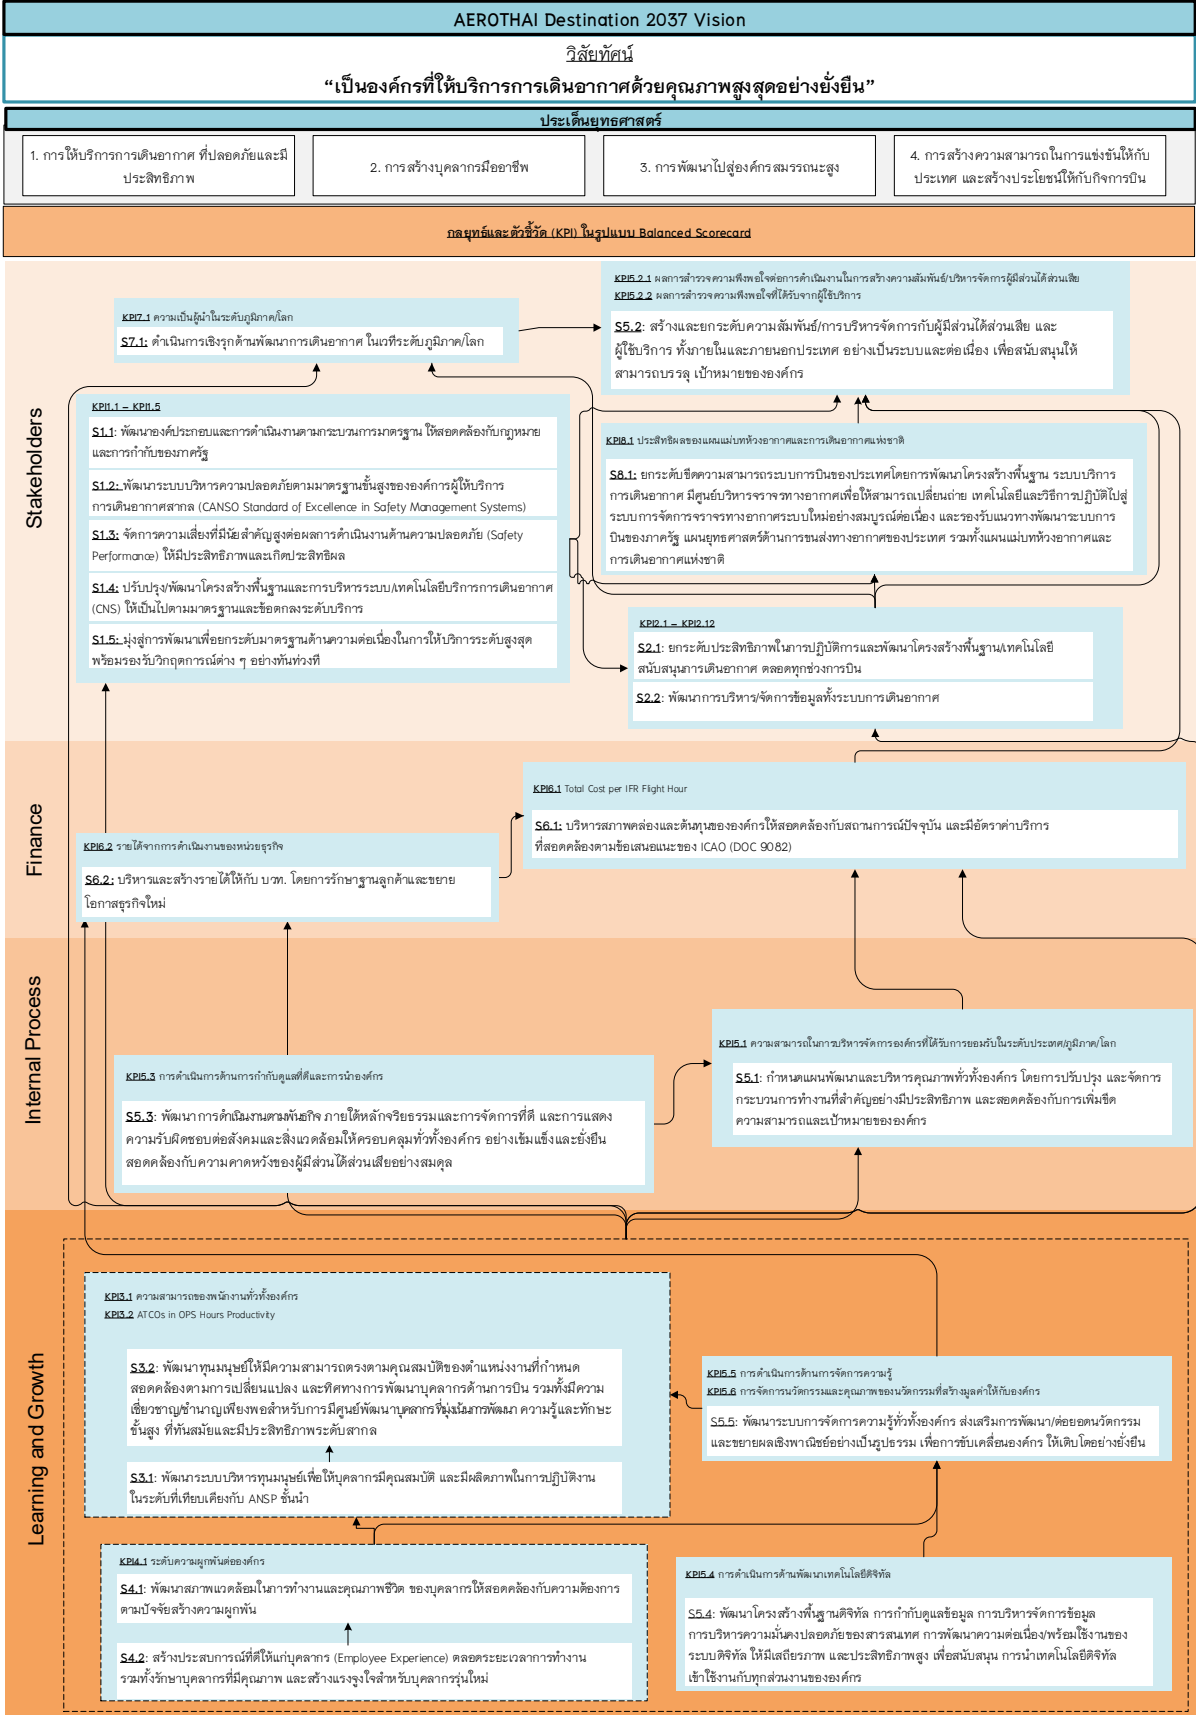 AEROTHAI Destination 2037 Vision
วิสัยทัศน์
“เป็นองค์กรที่ให้บริการการเดินอากาศด้วยคุณภาพสูงสุดอย่างยั่งยืน”
ประเด็นยุทธศาสตร์
1. การให้บริการการเดินอากาศ ที่ปลอดภัยและมี
ประสิทธิภาพ
2. การสร้างบุคลากรมืออาชีพ
3. การพัฒนาไปสู่องค์กรสมรรถนะสูง
4. การสร้างความสามารถในการแข่งขันให้กับ
ประเทศ และสร้างประโยชน์ให้กับกิจการบิน
กลยุทธ์และตัวชี้วัด (KPI) ในรูปแบบ Balanced Scorecard
Stakeholders
KPI5.2.1 ผลการสำรวจความพึงพอใจต่อการดำเนินงานในการสร้างความสัมพันธ์/บริหารจัดการผู้มีส่วนได้ส่วนเสีย
KPI5.2.2 ผลการสำรวจความพึงพอใจที่ได้รับจากผู้ใช้บริการ
S5.2: สร้างและยกระดับความสัมพันธ์/การบริหารจัดการกับผู้มีส่วนได้ส่วนเสีย และ
ผู้ใช้บริการ ทั้งภายในและภายนอกประเทศ อย่างเป็นระบบและต่อเนื่อง เพื่อสนับสนุนให้
สามารถบรรลุ เป้าหมายขององค์กร
KPI7.1 ความเป็นผู้นำในระดับภูมิภาค/โลก
S7.1: ดำเนินการเชิงรุกด้านพัฒนาการเดินอากาศ ในเวทีระดับภูมิภาค/โลก
KPI1.1 – KPI1.5
S1.1: พัฒนาองค์ประกอบและการดำเนินงานตามกระบวนการมาตรฐาน ให้สอดคล้องกับกฎหมาย
และการกำกับของภาครัฐ
S1.2: พัฒนาระบบบริหารความปลอดภัยตามมาตรฐานขั้นสูงขององค์การผู้ให้บริการ
การเดินอากาศสากล (CANSO Standard of Excellence in Safety Management Systems)
S1.3: จัดการความเสี่ยงที่มีนัยสำคัญสูงต่อผลการดำเนินงานด้านความปลอดภัย (Safety
Performance) ให้มีประสิทธิภาพและเกิดประสิทธิผล
S1.4: ปรับปรุง/พัฒนาโครงสร้างพื้นฐานและการบริหารระบบ/เทคโนโลยีบริการการเดินอากาศ
(CNS) ให้เป็นไปตามมาตรฐานและข้อตกลงระดับบริการ
S1.5: มุ่งสู่การพัฒนาเพื่อยกระดับมาตรฐานด้านความต่อเนื่องในการให้บริการระดับสูงสุด
พร้อมรองรับวิกฤตการณ์ต่าง ๆ อย่างทันท่วงที
KPI8.1 ประสิทธิผลของแผนแม่บทห้วงอากาศและการเดินอากาศแห่งชาติ
S8.1: ยกระดับขีดความสามารถระบบการบินของประเทศโดยการพัฒนาโครงสร้างพื้นฐาน ระบบบริการ
การเดินอากาศ มีศูนย์บริหารจราจรทางอากาศเพื่อให้สามารถเปลี่ยนถ่าย เทคโนโลยีและวิธีการปฏิบัติไปสู่
ระบบการจัดการจราจรทางอากาศระบบใหม่อย่างสมบูรณ์ต่อเนื่อง และรองรับแนวทางพัฒนาระบบการ
บินของภาครัฐ แผนยุทธศาสตร์ด้านการขนส่งทางอากาศของประเทศ รวมทั้งแผนแม่บทห้วงอากาศและ
การเดินอากาศแห่งชาติ
KPI2.1 – KPI2.12
S2.1: ยกระดับประสิทธิภาพในการปฏิบัติการและพัฒนาโครงสร้างพื้นฐาน/เทคโนโลยี
สนับสนุนการเดินอากาศ ตลอดทุกช่วงการบิน
S2.2: พัฒนาการบริหาร/จัดการข้อมูลทั้งระบบการเดินอากาศ
Finance
KPI6.1 Total Cost per IFR Flight Hour
S6.1: บริหารสภาพคล่องและต้นทุนขององค์กรให้สอดคล้องกับสถานการณ์ปัจจุบัน และมีอัตราค่าบริการ
ที่สอดคล้องตามข้อเสนอแนะของ ICAO (DOC 9082)
KPI6.2 รายได้จากการดำเนินงานของหน่วยธุรกิจ
S6.2: บริหารและสร้างรายได้ให้กับ บวท. โดยการรักษาฐานลูกค้าและขยาย
โอกาสธุรกิจใหม่
Internal Process
KPI5.1 ความสามารถในการบริหารจัดการองค์กรที่ได้รับการยอมรับในระดับประเทศ/ภูมิภาค/โลก
S5.1: กำหนดแผนพัฒนาและบริหารคุณภาพทั่วทั้งองค์กร โดยการปรับปรุง และจัดการ
กระบวนการทำงานที่สำคัญอย่างมีประสิทธิภาพ และสอดคล้องกับการเพิ่มขีด
ความสามารถและเป้าหมายขององค์กร
KPI5.3 การดำเนินการด้านการกำกับดูแลที่ดีและการนำองค์กร
S5.3: พัฒนาการดำเนินงานตามพันธกิจ ภายใต้หลักจริยธรรมและการจัดการที่ดี และการแสดง
ความรับผิดชอบต่อสังคมและสิ่งแวดล้อมให้ครอบคลุมทั่วทั้งองค์กร อย่างเข้มแข็งและยั่งยืน
สอดคล้องกับความคาดหวังของผู้มีส่วนได้ส่วนเสียอย่างสมดุล
Learning and Growth
KPI3.1 ความสามารถของพนักงานทั่วทั้งองค์กร
KPI3.2 ATCOs in OPS Hours Productivity
S3.2: พัฒนาทุนมนุษย์ให้มีความสามารถตรงตามคุณสมบัติของตำแหน่งงานที่กำหนด
สอดคล้องตามการเปลี่ยนแปลง และทิศทางการพัฒนาบุคลากรด้านการบิน รวมทั้งมีความ
เชี่ยวชาญ/ชำนาญเพียงพอสำหรับการมีศูนย์พัฒนาบุคลากรที่มุ่งเน้นการพัฒนา ความรู้และทักษะ
ขั้นสูง ที่ทันสมัยและมีประสิทธิภาพระดับสากล
S3.1: พัฒนาระบบบริหารทุนมนุษย์เพื่อให้บุคลากรมีคุณสมบัติ และมีผลิตภาพในการปฏิบัติงาน
ในระดับที่เทียบเคียงกับ ANSP ชั้นนำ
KPI5.5 การดำเนินการด้านการจัดการความรู้
KPI5.6 การจัดการนวัตกรรมและคุณภาพของนวัตกรรมที่สร้างมูลค่าให้กับองค์กร
S5.5: พัฒนาระบบการจัดการความรู้ทั่วทั้งองค์กร ส่งเสริมการพัฒนา/ต่อยอดนวัตกรรม
และขยายผลเชิงพาณิชย์อย่างเป็นรูปธรรม เพื่อการขับเคลื่อนองค์กร ให้เติบโตอย่างยั่งยืน
KPI4.1 ระดับความผูกพันต่อองค์กร
S4.1: พัฒนาสภาพแวดล้อมในการทำงานและคุณภาพชีวิต ของบุคลากรให้สอดคล้องกับความต้องการ
ตามปัจจัยสร้างความผูกพัน
S4.2: สร้างประสบการณ์ที่ดีให้แก่บุคลากร (Employee Experience) ตลอดระยะเวลาการทำงาน
รวมทั้งรักษาบุคลากรที่มีคุณภาพ และสร้างแรงจูงใจสำหรับบุคลากรรุ่นใหม่
KPI5.4 การดำเนินการด้านพัฒนาเทคโนโลยีดิจิทัล
S5.4: พัฒนาโครงสร้างพื้นฐานดิจิทัล การกำกับดูแลข้อมูล การบริหารจัดการข้อมูล
การบริหารความมั่นคงปลอดภัยของสารสนเทศ การพัฒนาความต่อเนื่อง/พร้อมใช้งานของ
ระบบดิจิทัล ให้มีเสถียรภาพ และประสิทธิภาพสูง เพื่อสนับสนุน การนำเทคโนโลยีดิจิทัล
เข้าใช้งานกับทุกส่วนงานขององค์กร